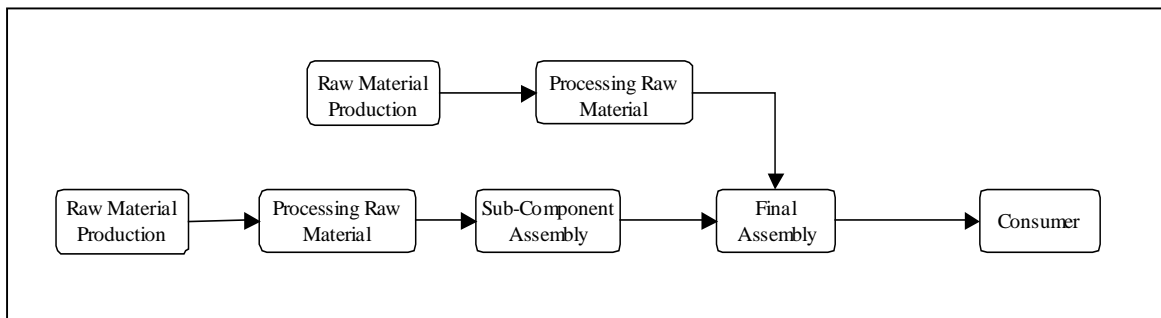 Raw Material
Production
Processing Raw
Material
Raw Material
Production
Processing Raw
Material
Sub-Component
Assembly
Final
Assembly
Consumer